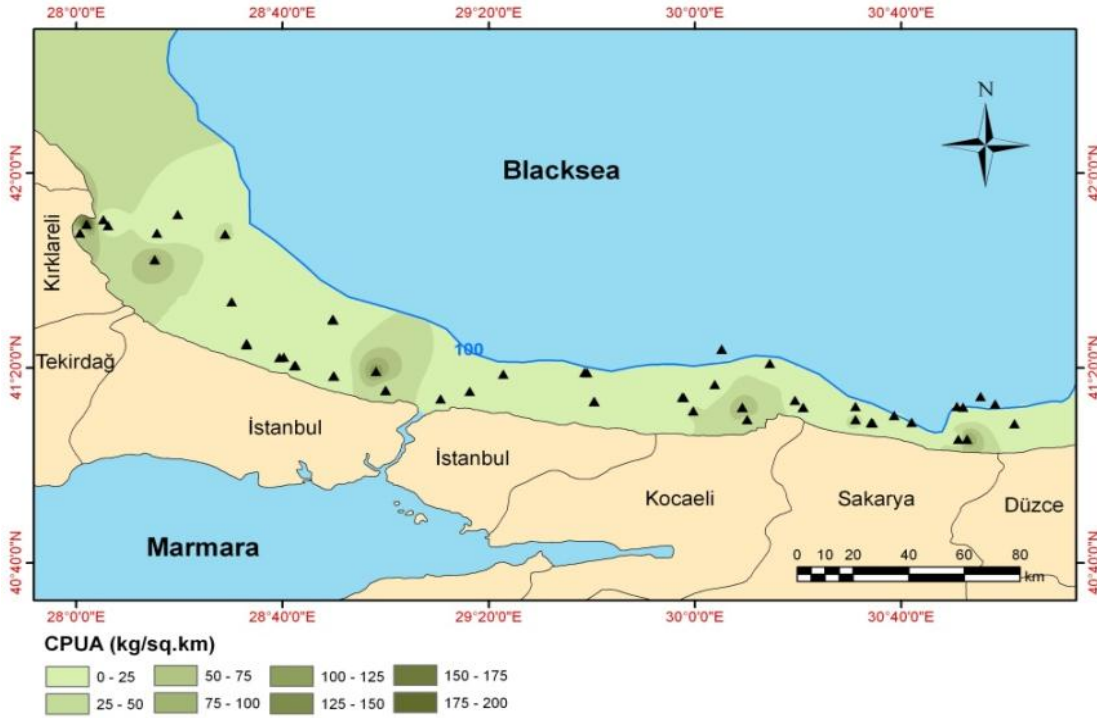 28°0'0"E 28°40'0"E 29°20'0"E 30°0'0"E 30°40'0"E
N
42°0'0"N 42°0'0"N
Blacksea
Kırklareli
100
41°20'0"N 41°20'0"N
Tekirdağ
İstanbul
İstanbul
Kocaeli
Sakarya
Düzce
Marmara
0 10 20 40 60 80
km
40°40'0"N 40°40'0"N
28°0'0"E 28°40'0"E 29°20'0"E 30°0'0"E 30°40'0"E
CPUA (kg/sq.km)
0 - 25 50 - 75 100 - 125 150 - 175
25 - 50 75 - 100 125 - 150 175 - 200